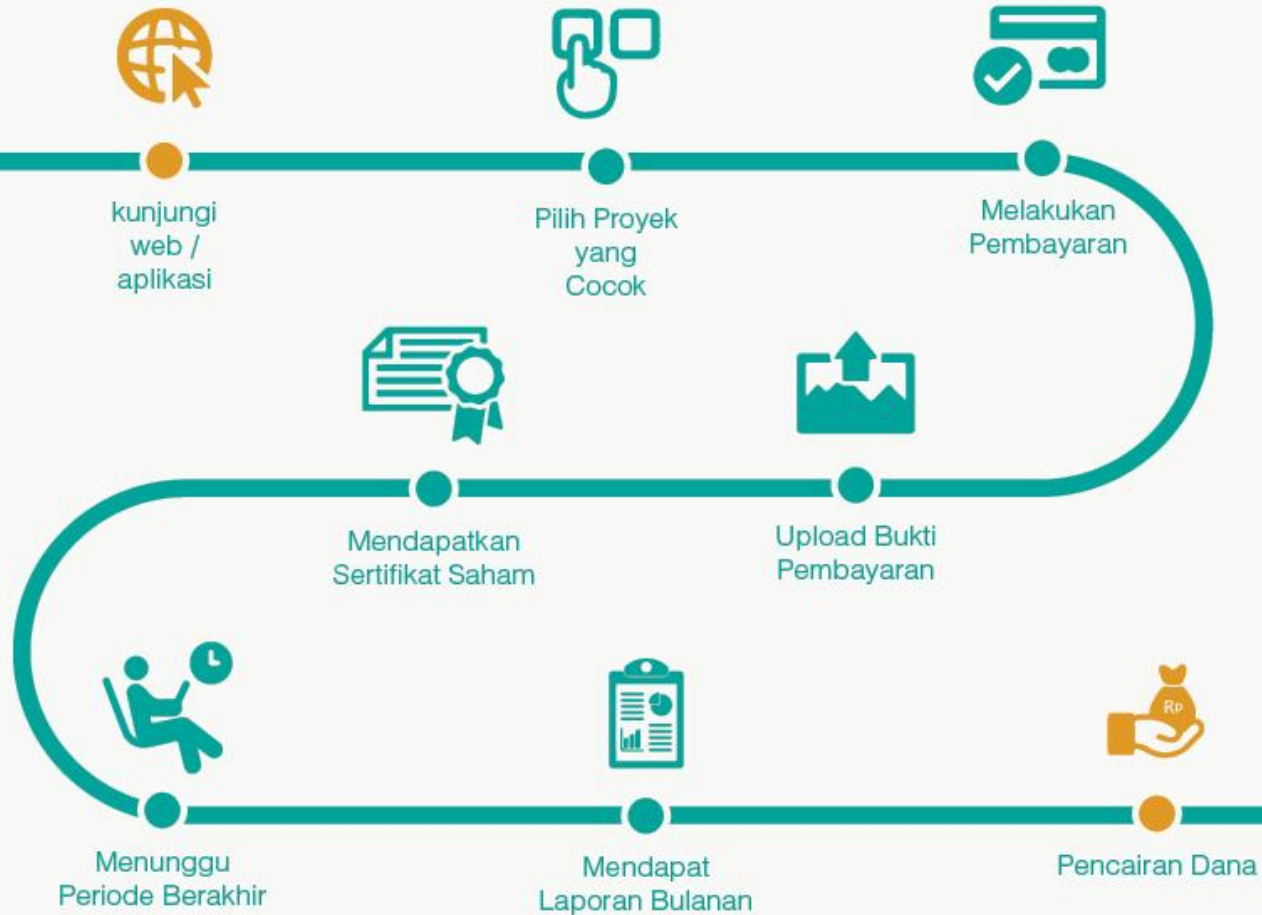 kunjungi
web /
aplikasi
Pilih Proyek
yang
Cocok
Melakukan
Pembayaran
Upload Bukti
Pembayaran
Mendapatkan
Sertifikat Saham
Menunggu
Periode Berakhir
Mendapat
Laporan Bulanan
Rp
Pencairan Dana